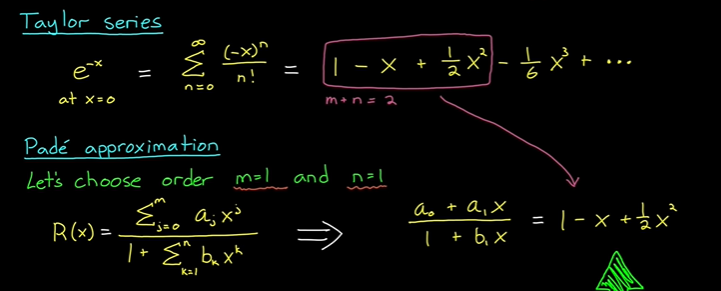 Taylor series
e^{-x} = \sum_{n=0}^{\infty} \frac{(-x)^n}{n!} = 1 - x + \frac{1}{2}x^2 - \frac{1}{6}x^3 + \cdots
at x=0
m+n = 2
Padé approximation
Let's choose order m=1 and n=1
R(x) = \frac{\sum_{j=0}^{m} a_j x^j}{1 + \sum_{k=1}^{n} b_k x^k} \Longrightarrow \frac{a_0 + a_1 x}{1 + b_1 x} = 1 - x + \frac{1}{2}x^2